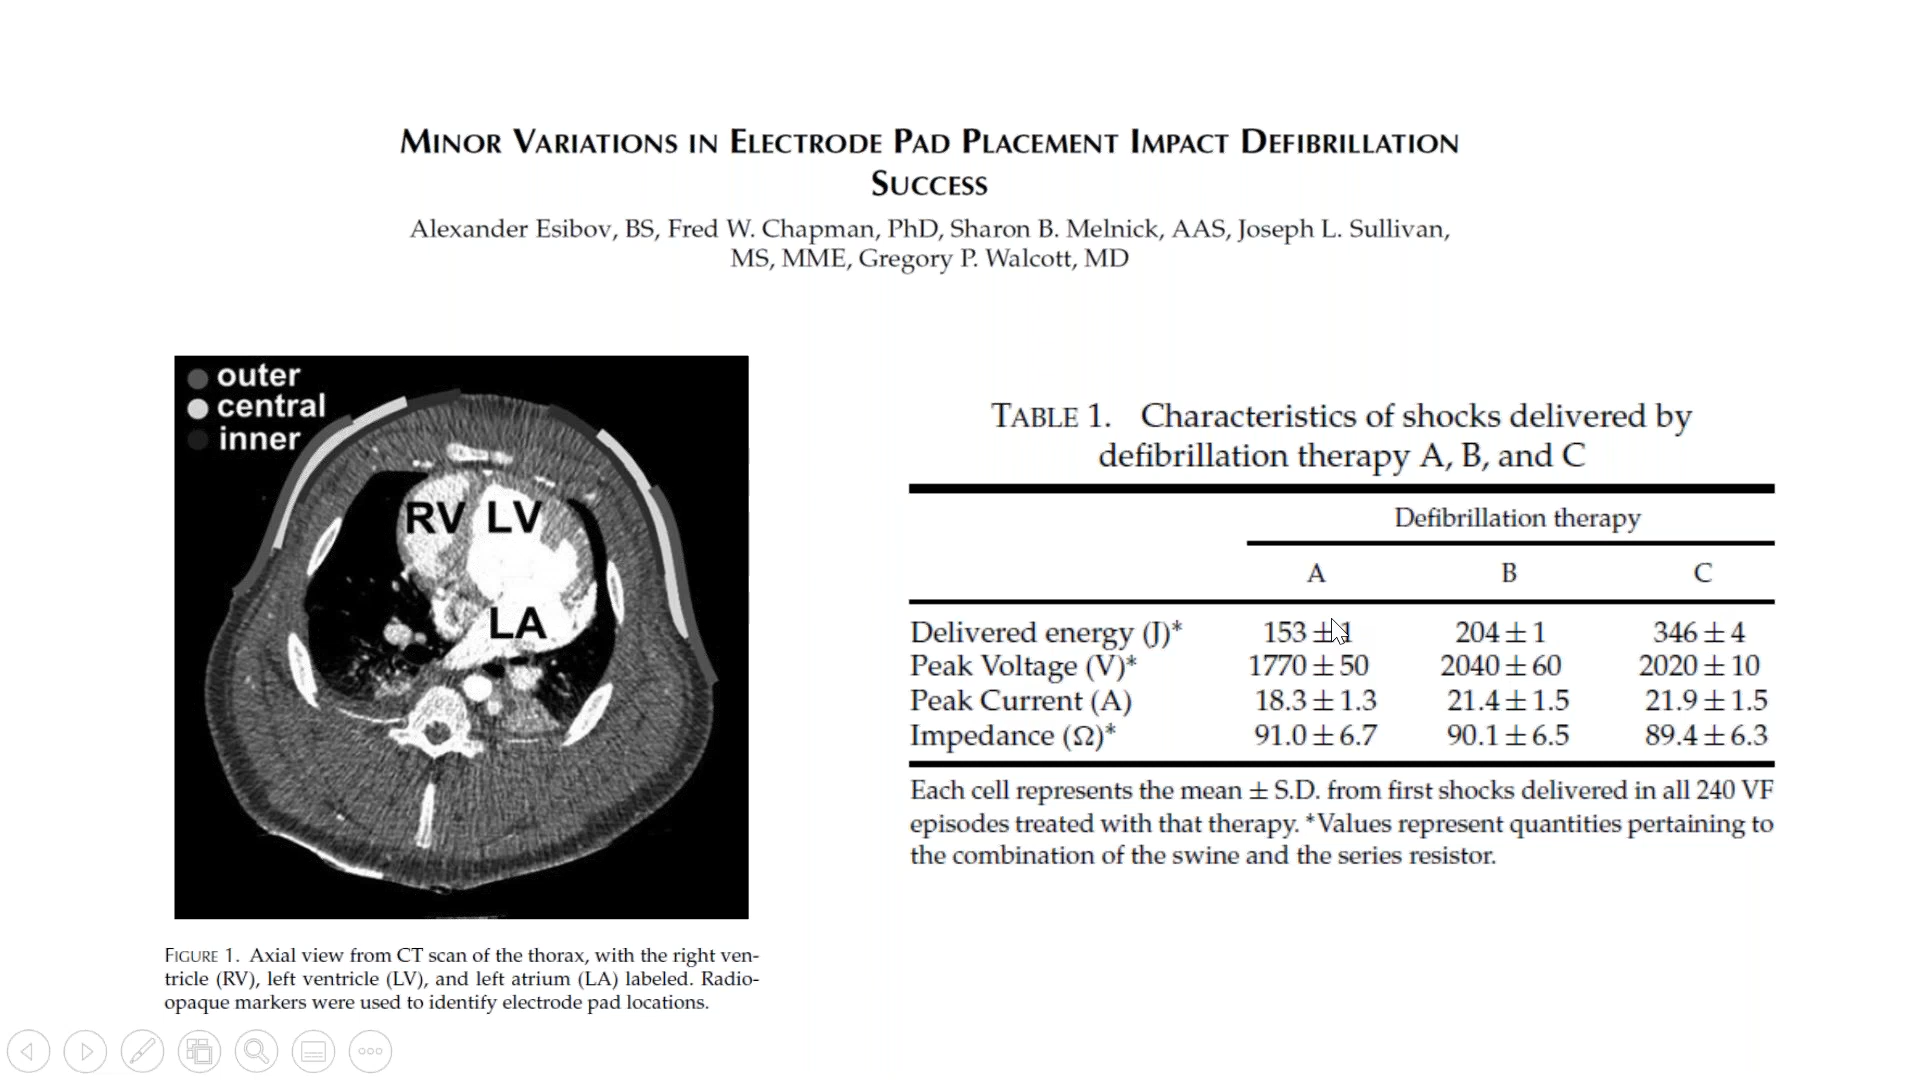 MINOR VARIATIONS IN ELECTRODE PAD PLACEMENT IMPACT DEFIBRILLATION
SUCCESS
Alexander Esibov, BS, Fred W. Chapman, PhD, Sharon B. Melnick, AAS, Joseph L. Sullivan,
MS, MME, Gregory P. Walcott, MD
outer
central
inner
RV LV
LA
FIGURE 1. Axial view from CT scan of the thorax, with the right ven-
tricle (RV), left ventricle (LV), and left atrium (LA) labeled. Radio-
opaque markers were used to identify electrode pad locations.
TABLE 1. Characteristics of shocks delivered by
defibrillation therapy A, B, and C
Defibrillation therapy
A B C
Delivered energy (J)* 153 ± 1 204 ± 1 346 ± 4
Peak Voltage (V)* 1770 ± 50 2040 ± 60 2020 ± 10
Peak Current (A) 18.3 ± 1.3 21.4 ± 1.5 21.9 ± 1.5
Impedance (Ω)* 91.0 ± 6.7 90.1 ± 6.5 89.4 ± 6.3
Each cell represents the mean ± S.D. from first shocks delivered in all 240 VF
episodes treated with that therapy. *Values represent quantities pertaining to
the combination of the swine and the series resistor.